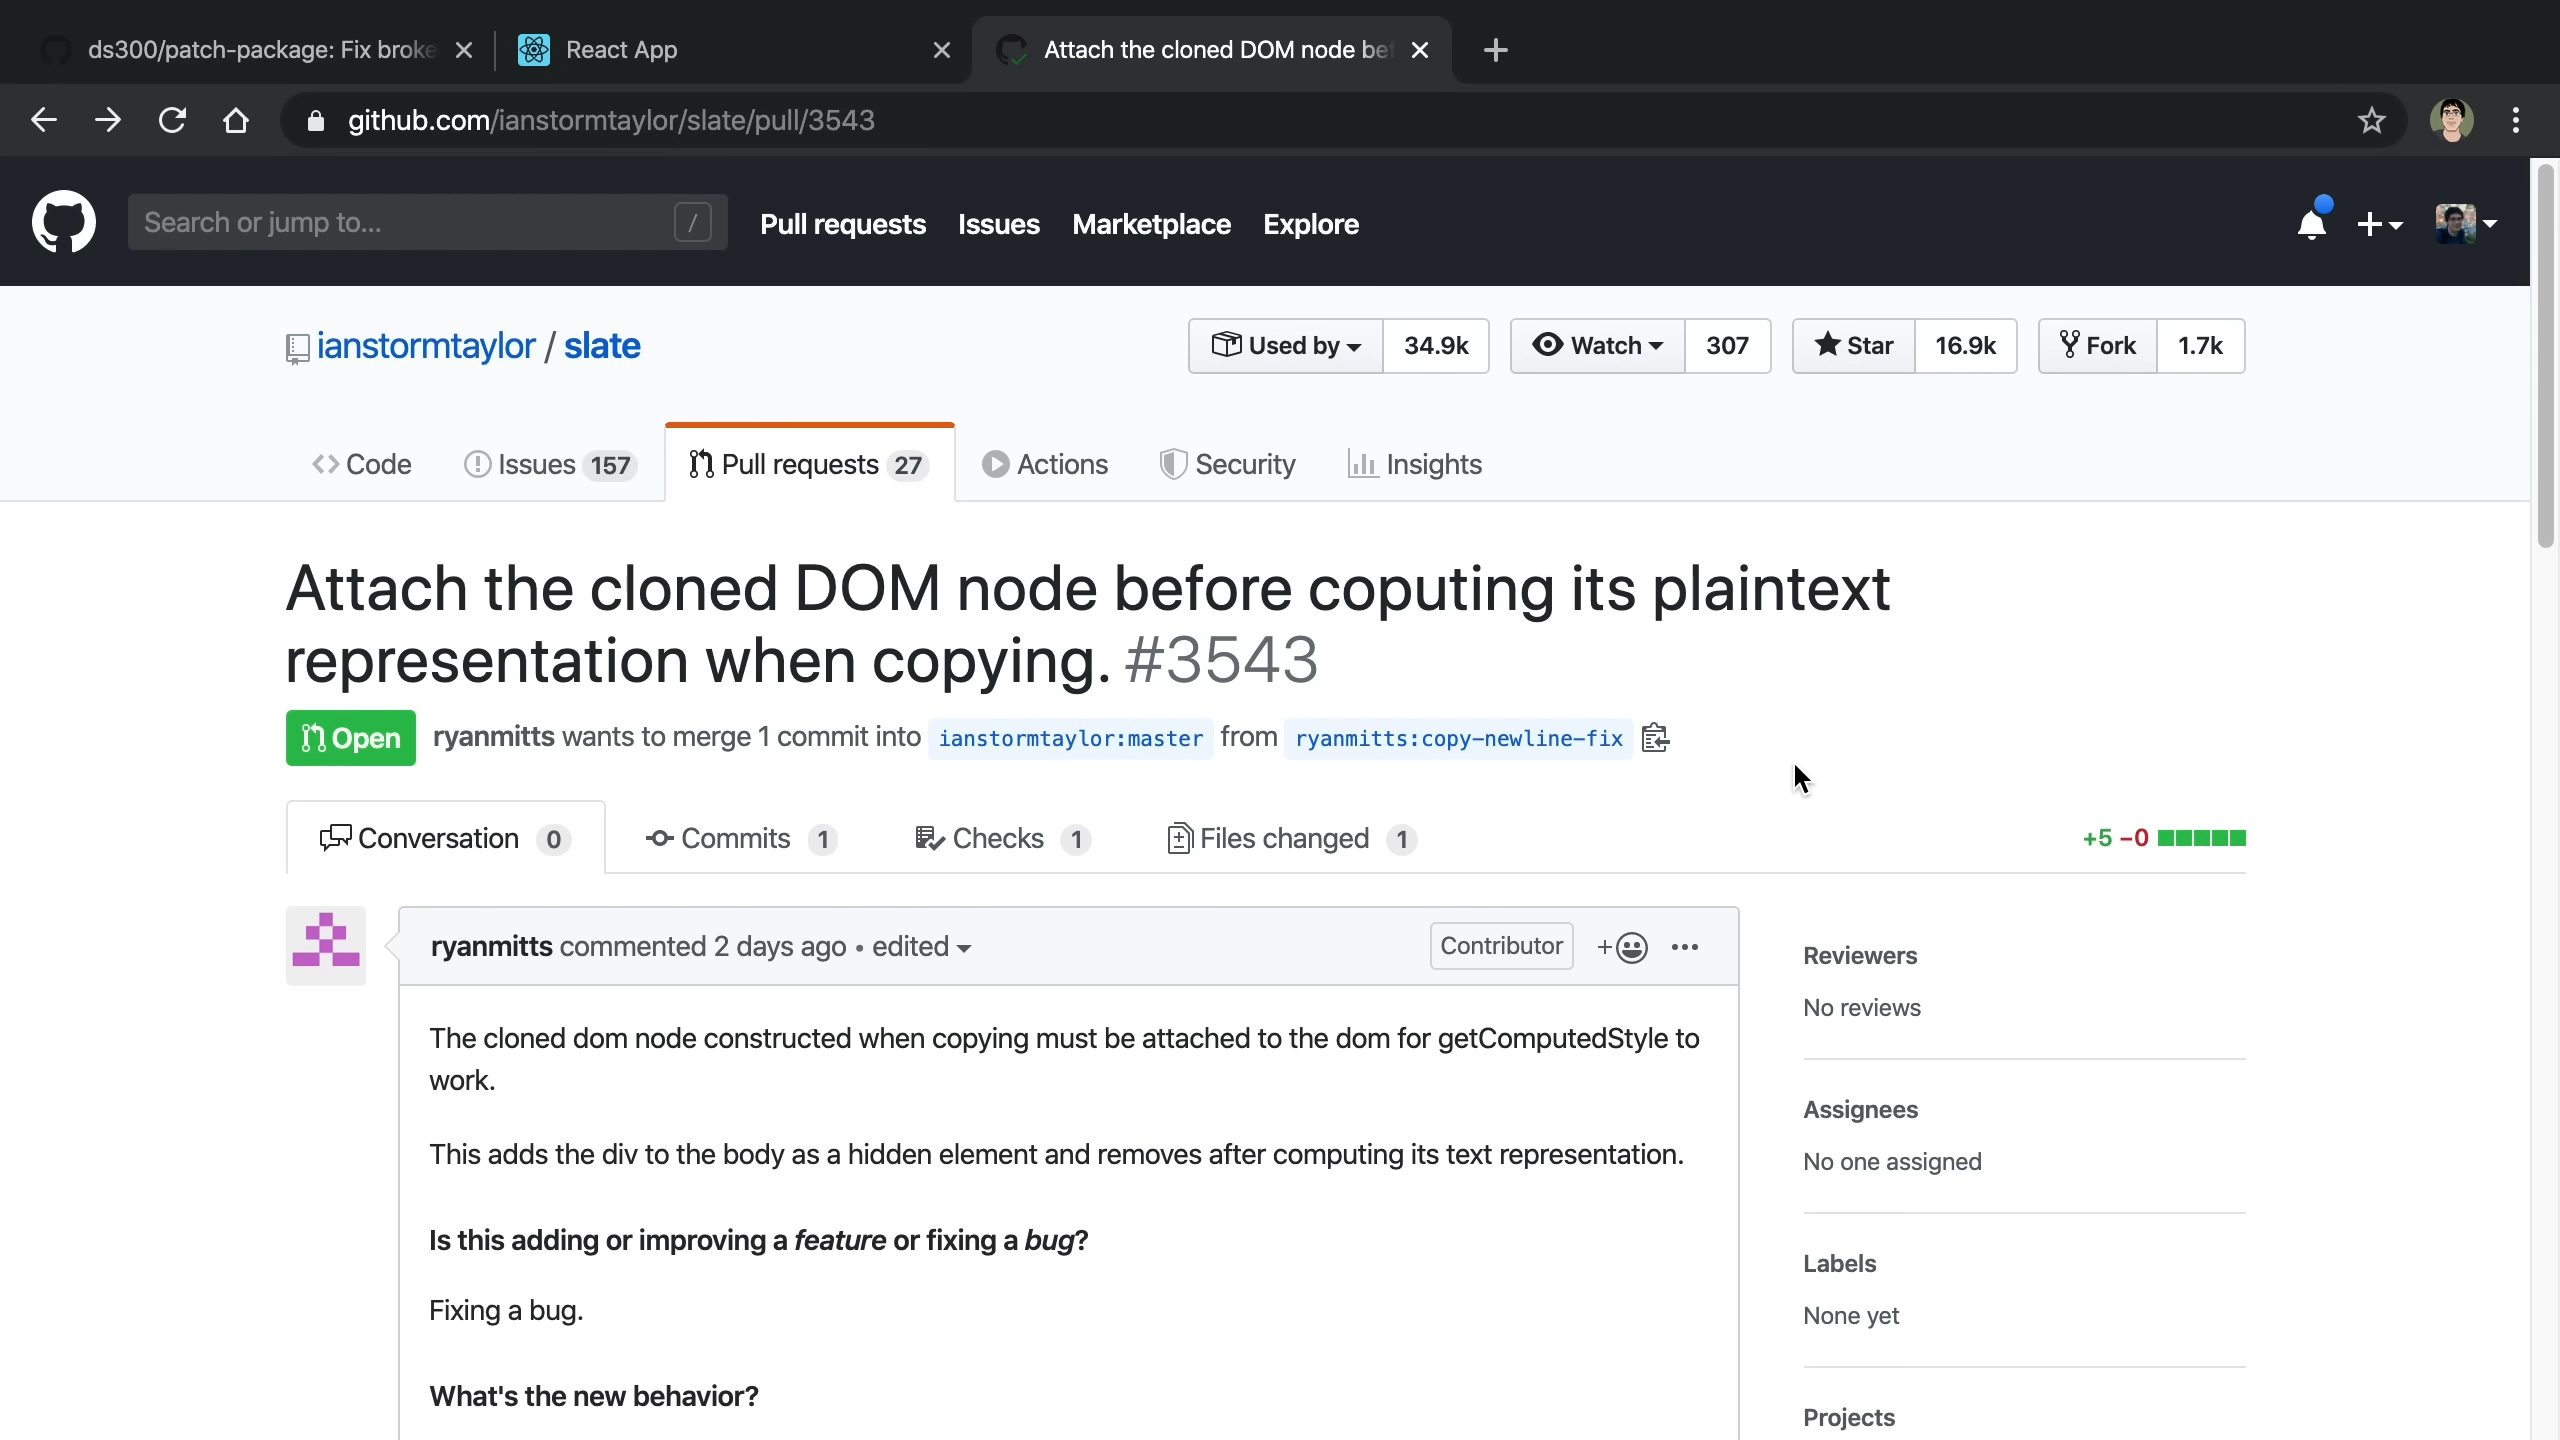 ds300/patch-package: Fix broke
React App
Attach the cloned DOM node bef
github.com/ianstormtaylor/slate/pull/3543
Search or jump to... /
Pull requests Issues Marketplace Explore
ianstormtaylor / slate
Used by 34.9k Watch 307 Star 16.9k Fork 1.7k
Code Issues 157 Pull requests 27 Actions Security Insights
Attach the cloned DOM node before coputing its plaintext
representation when copying. #3543
Open ryanmitts wants to merge 1 commit into ianstormtaylor:master from ryanmitts:copy-newline-fix
Conversation 0 Commits 1 Checks 1 Files changed 1 +5 −0
ryanmitts commented 2 days ago • edited Contributor
The cloned dom node constructed when copying must be attached to the dom for getComputedStyle to
work.
This adds the div to the body as a hidden element and removes after computing its text representation.
Is this adding or improving a feature or fixing a bug?
Fixing a bug.
What's the new behavior?
Reviewers
No reviews
Assignees
No one assigned
Labels
None yet
Projects